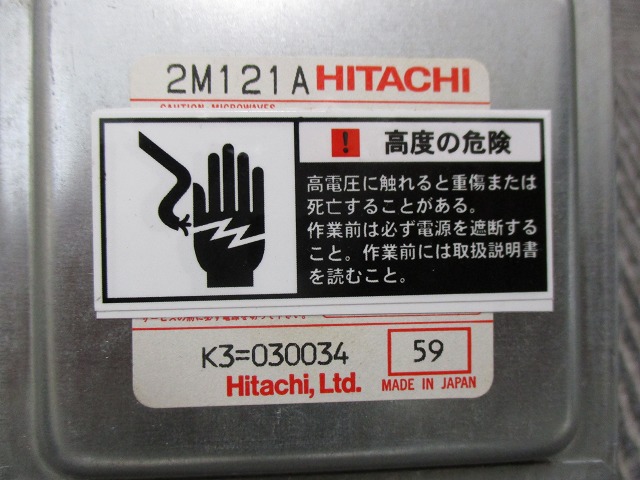 2M121A HITACHI
CAUTION MICROWAVES
! 高度の危険
高電圧に触れると重傷または
死亡することがある。
作業前は必ず電源を遮断する
こと。作業前には取扱説明書
を読むこと。
K3=030034 59
Hitachi, Ltd. MADE IN JAPAN